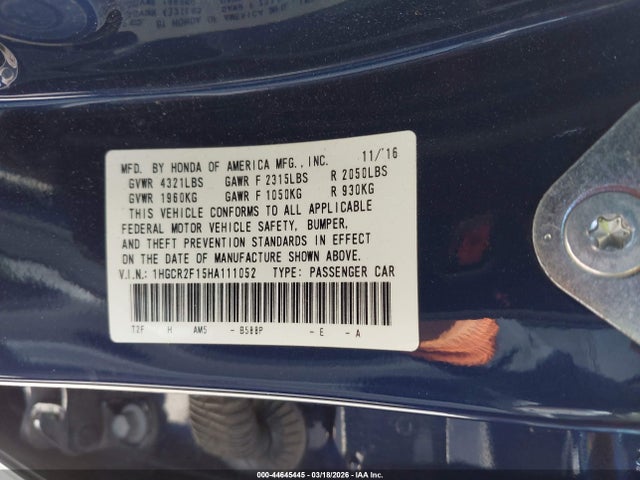 MFD. BY HONDA OF AMERICA MFG., INC. 11/16
GVWR 4321LBS GAWR F 2315LBS R 2050LBS
GVWR 1960KG GAWR F 1050KG R 930KG
THIS VEHICLE CONFORMS TO ALL APPLICABLE
FEDERAL MOTOR VEHICLE SAFETY, BUMPER,
AND THEFT PREVENTION STANDARDS IN EFFECT
ON THE DATE OF MANUFACTURE SHOWN ABOVE.
V.I.N.: 1HGCR2F15HA111052 TYPE: PASSENGER CAR
T2F H AM5 - B588P - E - A
000-44645445 - 03/18/2026 - IAA Inc.